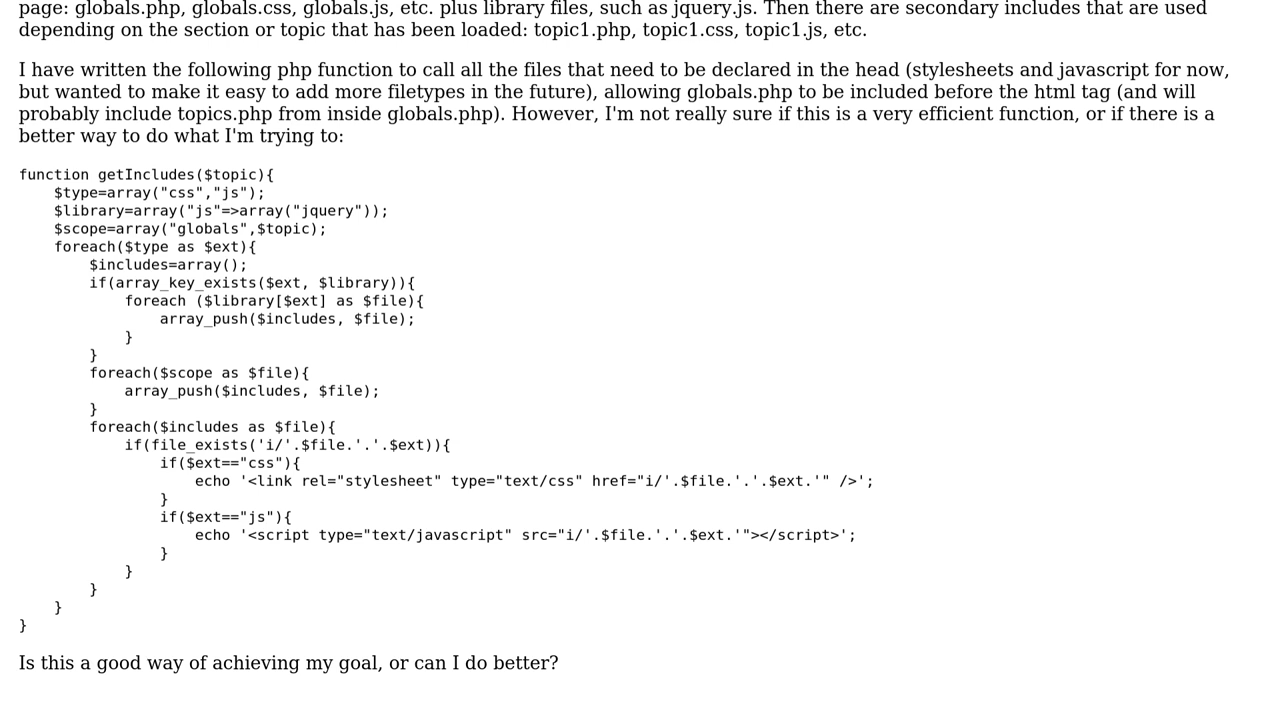 page: globals.php, globals.css, globals.js, etc. plus library files, such as jquery.js. Then there are secondary includes that are used
depending on the section or topic that has been loaded: topic1.php, topic1.css, topic1.js, etc.
I have written the following php function to call all the files that need to be declared in the head (stylesheets and javascript for now,
but wanted to make it easy to add more filetypes in the future), allowing globals.php to be included before the html tag (and will
probably include topics.php from inside globals.php). However, I'm not really sure if this is a very efficient function, or if there is a
better way to do what I'm trying to:
function getIncludes($topic){
    $type=array("css","js");
    $library=array("js"=>array("jquery"));
    $scope=array("globals",$topic);
    foreach($type as $ext){
        $includes=array();
        if(array_key_exists($ext, $library)){
            foreach ($library[$ext] as $file){
                array_push($includes, $file);
            }
        }
        foreach($scope as $file){
            array_push($includes, $file);
        }
        foreach($includes as $file){
            if(file_exists('i/'.$file.'.'.$ext)){
                if($ext=="css"){
                    echo '<link rel="stylesheet" type="text/css" href="i/'.$file.'.'.$ext.'" />';
                }
                if($ext=="js"){
                    echo '<script type="text/javascript" src="i/'.$file.'.'.$ext.'"></script>';
                }
            }
        }
    }
}
Is this a good way of achieving my goal, or can I do better?